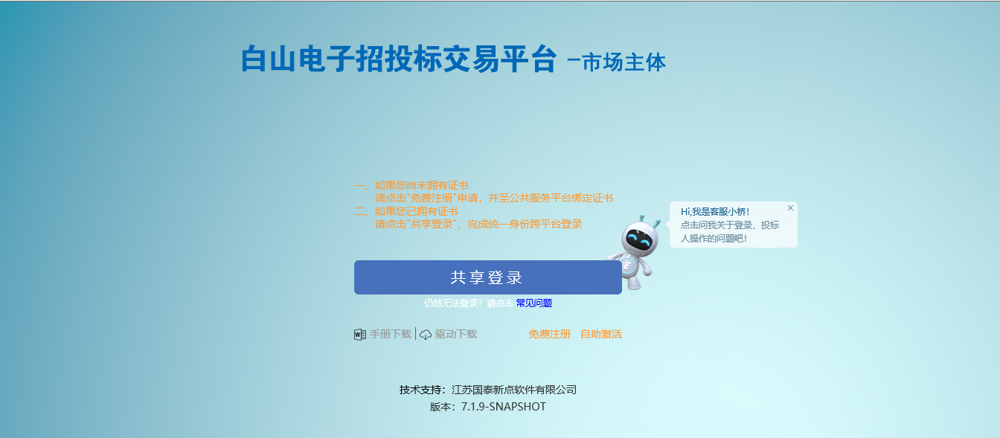 白山电子招投标交易平台 －市场主体
一、如果您尚未拥有证书
请点击"免费注册"申请，并至公共服务平台绑定证书
二、如果您已拥有证书
请点击"共享登录"，完成统一身份跨平台登录
Hi,我是客服小桥！
点击问我关于登录、投标
人操作的问题吧！
E
共享登录
仍然无法登录？请点击 常见问题
手册下载 驱动下载 免费注册 自助激活
技术支持：江苏国泰新点软件有限公司
版本：7.1.9-SNAPSHOT